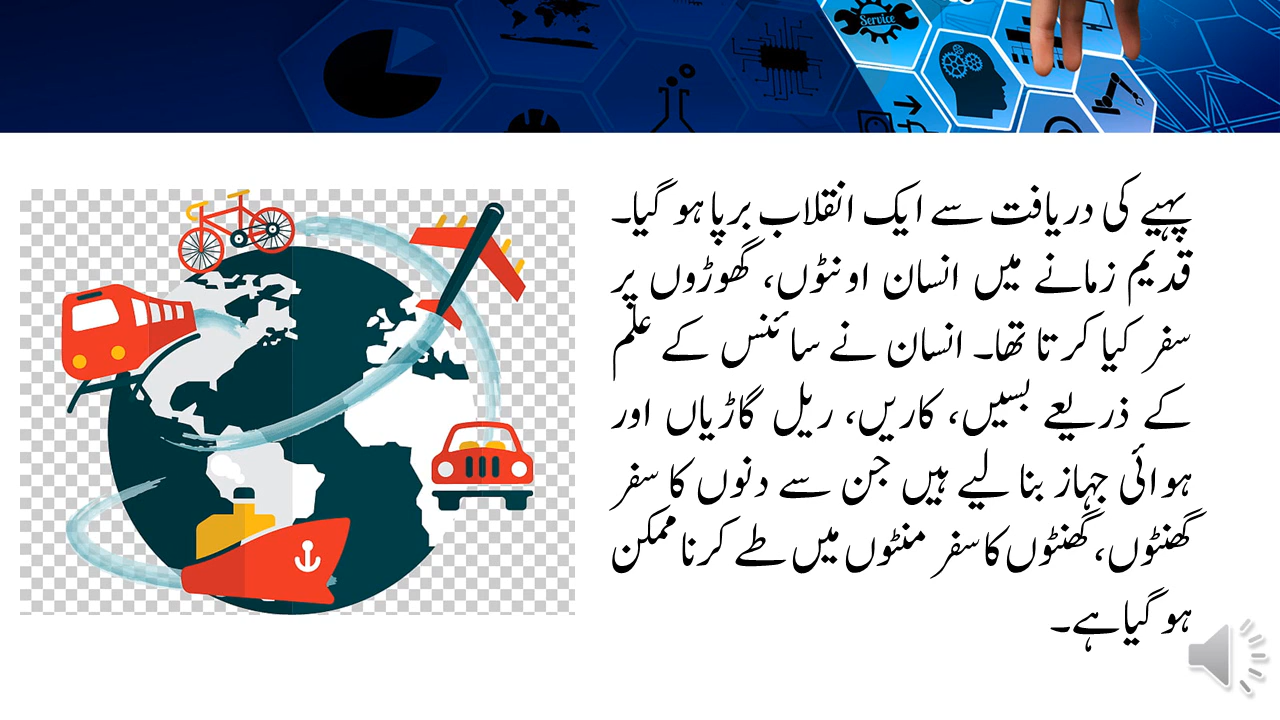 Service
پہیے کی دریافت سے ایک انقلاب برپا ہو گیا۔
قدیم زمانے میں انسان اونٹوں، گھوڑوں پر
سفر کیا کرتا تھا۔ انسان نے سائنس کے علم
کے ذریعے بسیں، کاریں، ریل گاڑیاں اور
ہوائی جہاز بنا لیے ہیں جن سے دنوں کا سفر
گھنٹوں، گھنٹوں کا سفر منٹوں میں طے کرنا ممکن
ہو گیا ہے۔